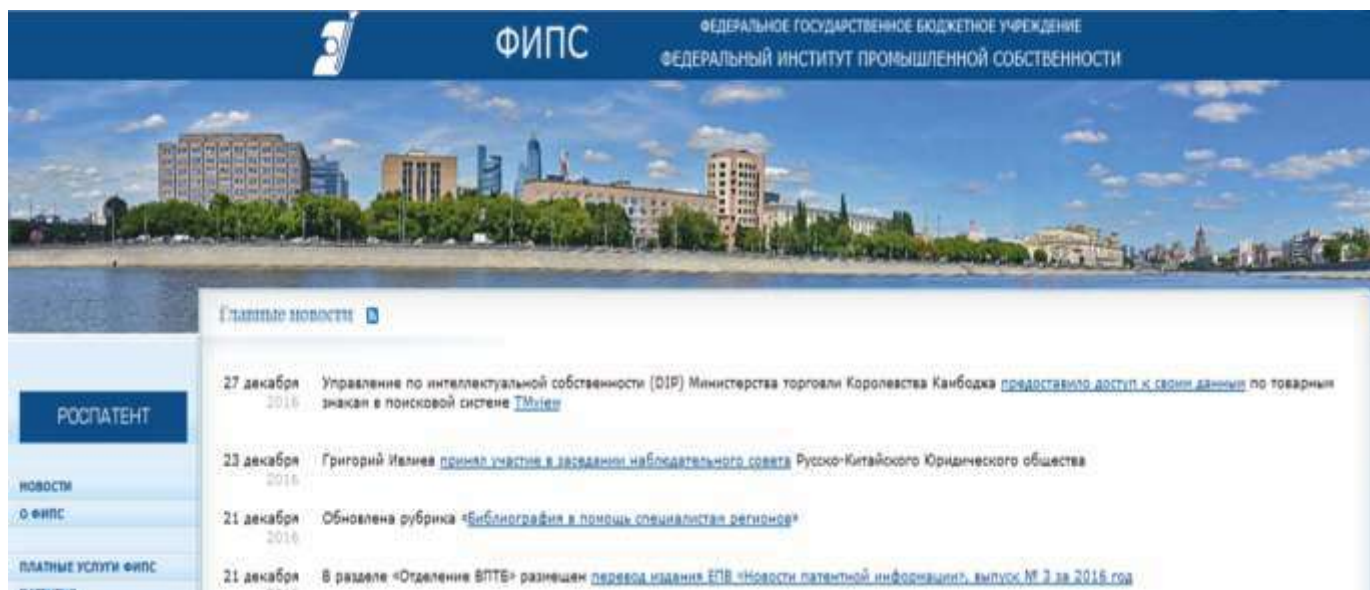 ФИПС
ФЕДЕРАЛЬНОЕ ГОСУДАРСТВЕННОЕ БЮДЖЕТНОЕ УЧРЕЖДЕНИЕ
ФЕДЕРАЛЬНЫЙ ИНСТИТУТ ПРОМЫШЛЕННОЙ СОБСТВЕННОСТИ
Главные новости
27 декабря Управление по интеллектуальной собственности (DIP) Министерства торговли Королевства Камбоджа предоставило доступ к своим данным по товарным
2016 знакам в поисковой системе TMview
РОСПАТЕНТ
23 декабря Григорий Ивлиев принял участие в заседании наблюдательного совета Русско-Китайского Юридического общества
2016
НОВОСТИ
О ФИПС
21 декабря Обновлена рубрика «Библиография в помощь специалистам регионов»
2016
ПЛАТНЫЕ УСЛУГИ ФИПС
21 декабря В разделе «Отделение ВПТБ» размещен перевод издания ЕПВ «Новости патентной информации», выпуск № 3 за 2016 год